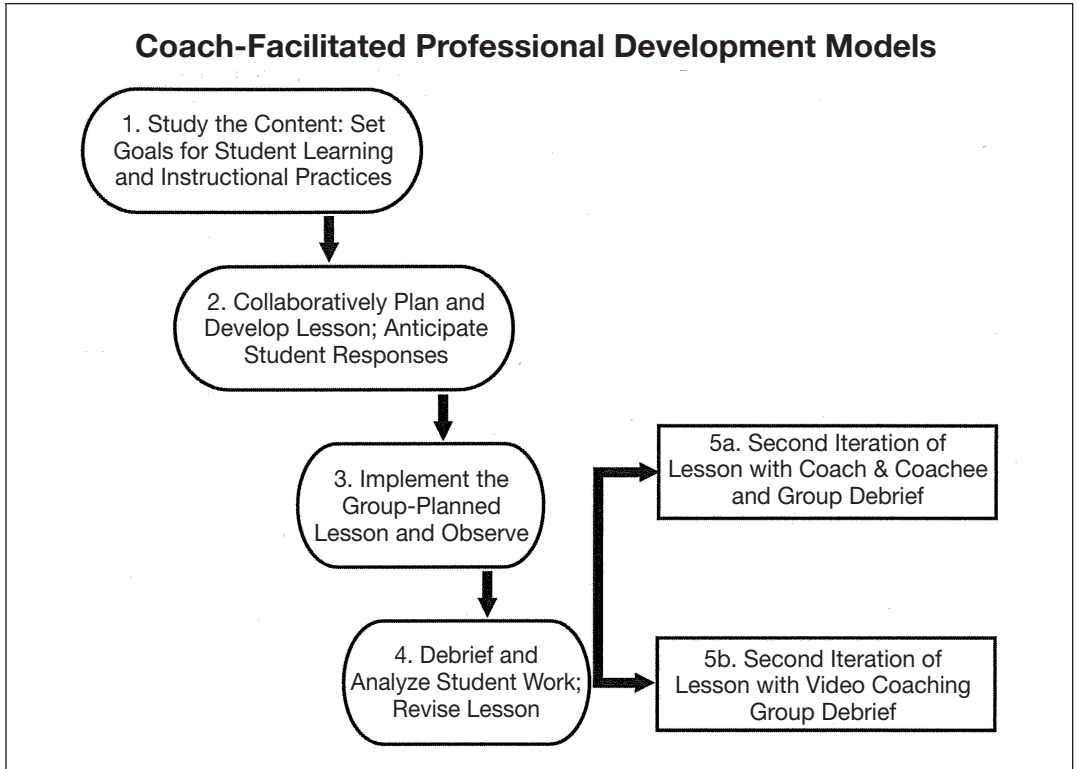 Coach-Facilitated Professional Development Models
1. Study the Content: Set
Goals for Student Learning
and Instructional Practices
2. Collaboratively Plan and
Develop Lesson; Anticipate
Student Responses
3. Implement the
Group-Planned
Lesson and Observe
4. Debrief and
Analyze Student Work;
Revise Lesson
5a. Second Iteration of
Lesson with Coach & Coachee
and Group Debrief
5b. Second Iteration of
Lesson with Video Coaching
Group Debrief